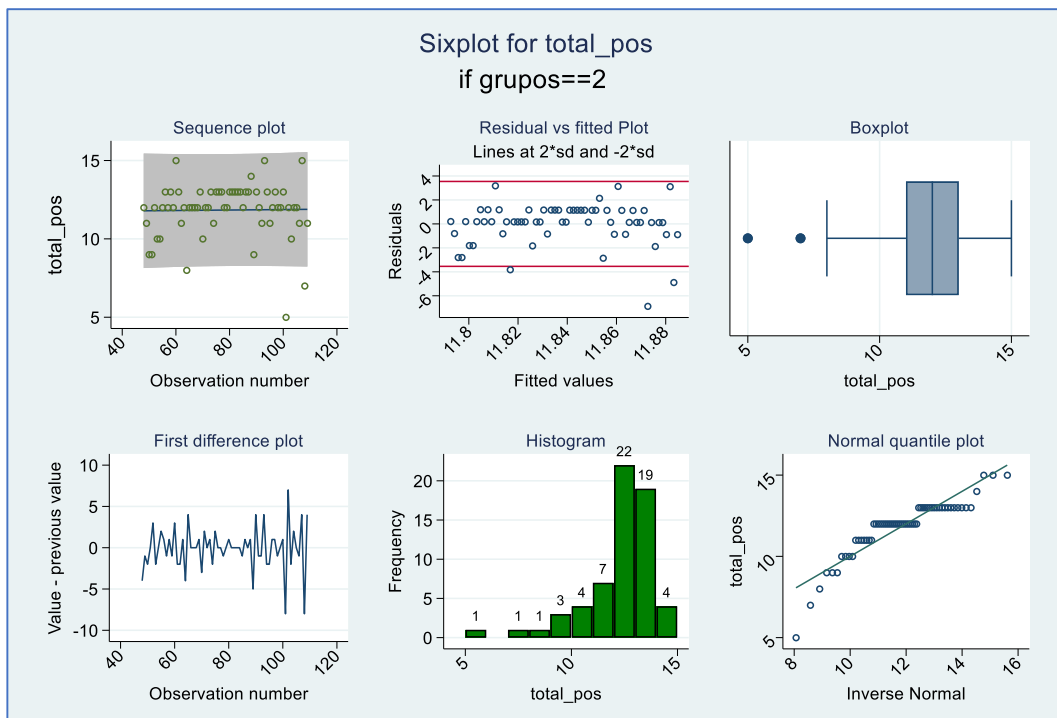 Sixplot for total_pos
if grupos==2
Sequence plot
total_pos
15
10
5
40
60
80
100
120
Observation number
Residual vs fitted Plot
Lines at 2*sd and -2*sd
Residuals
4
2
0
-2
-4
-6
11.8
11.82
11.84
11.86
11.88
Fitted values
Boxplot
5
10
15
total_pos
First difference plot
Value - previous value
10
5
0
-5
-10
40
60
80
100
120
Observation number
Histogram
Frequency
20
15
10
5
0
1
1
1
3
4
7
22
19
4
5
10
15
total_pos
Normal quantile plot
total_pos
15
10
5
8
10
12
14
16
Inverse Normal